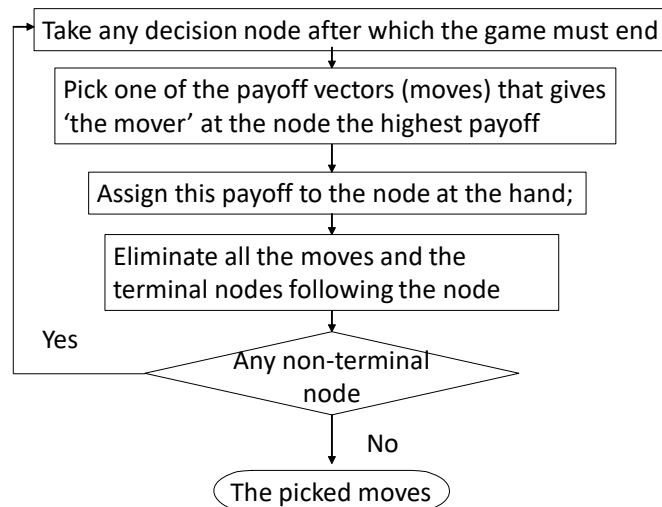 Take any decision node after which the game must end
Pick one of the payoff vectors (moves) that gives
‘the mover’ at the node the highest payoff
Assign this payoff to the node at the hand;
Eliminate all the moves and the
terminal nodes following the node
Yes
Any non-terminal
node
No
The picked moves